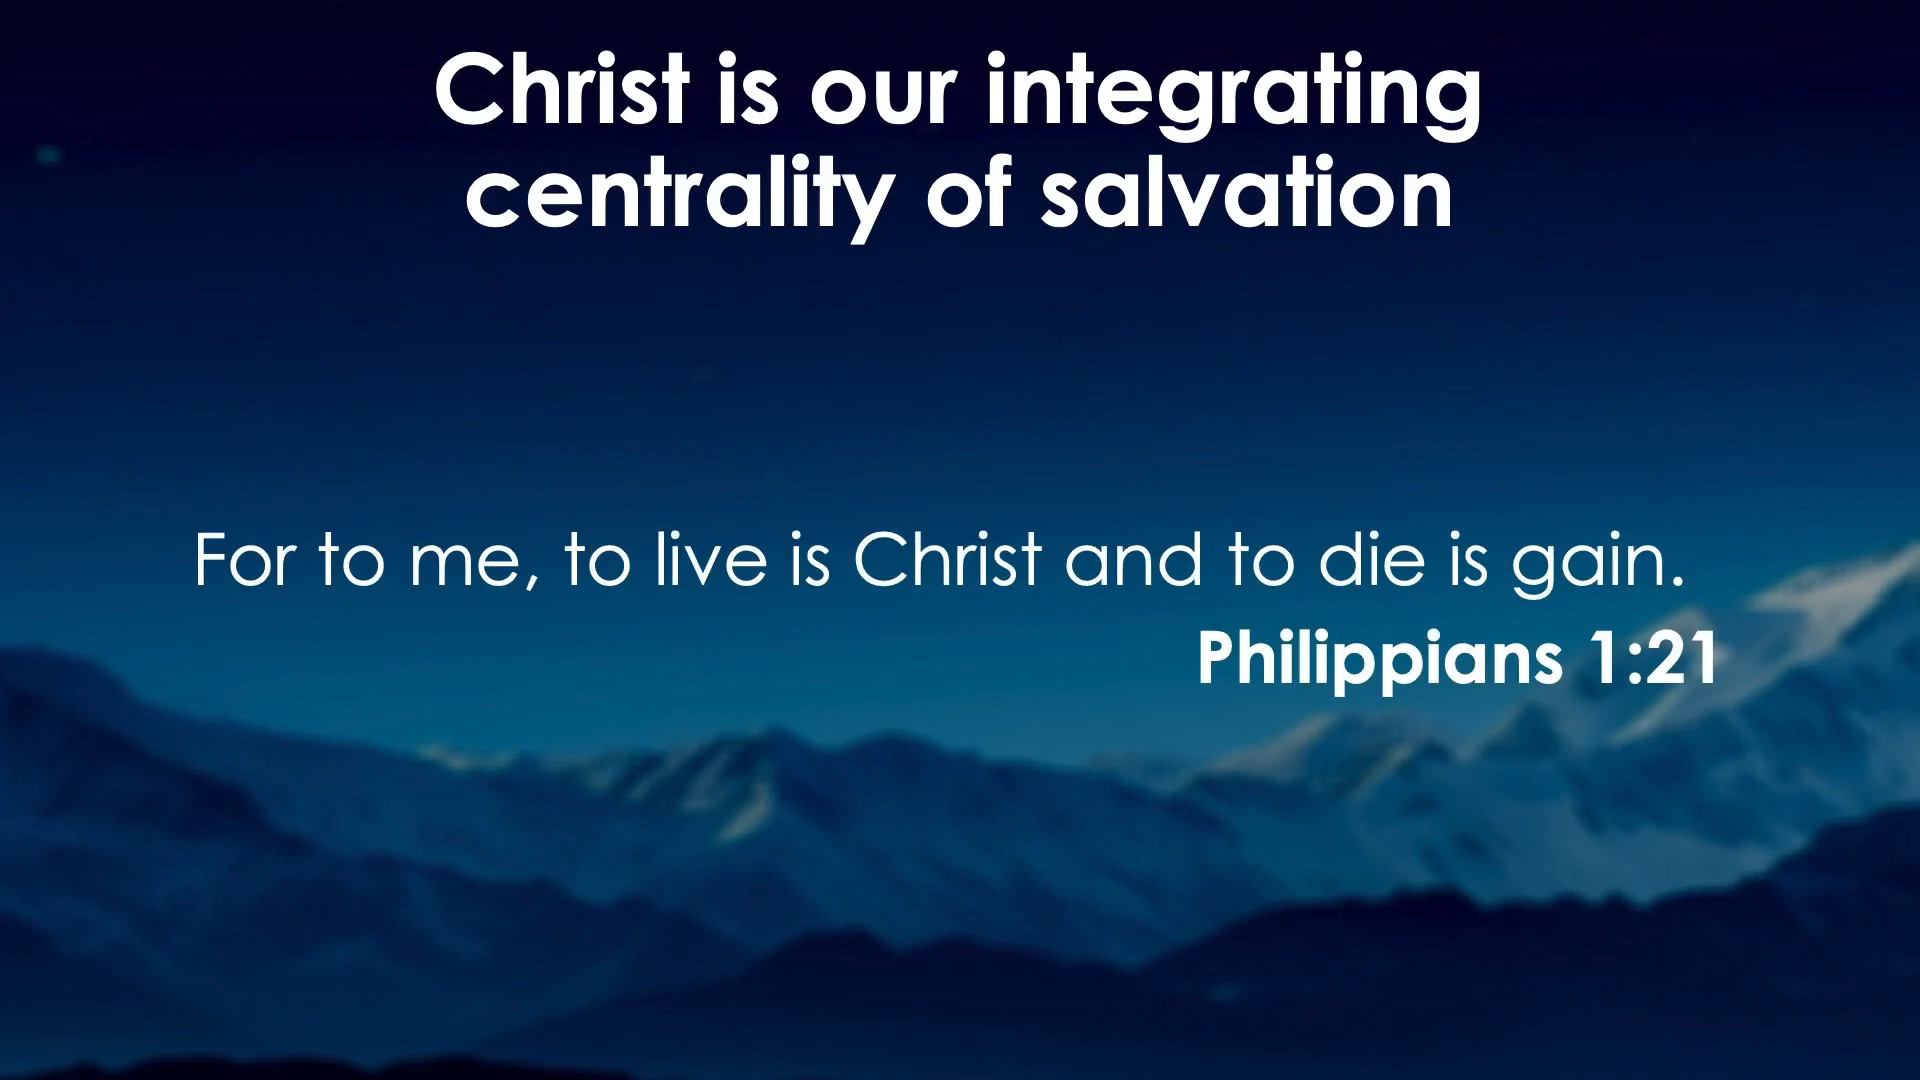 Christ is our integrating
centrality of salvation
For to me, to live is Christ and to die is gain.
Philippians 1:21